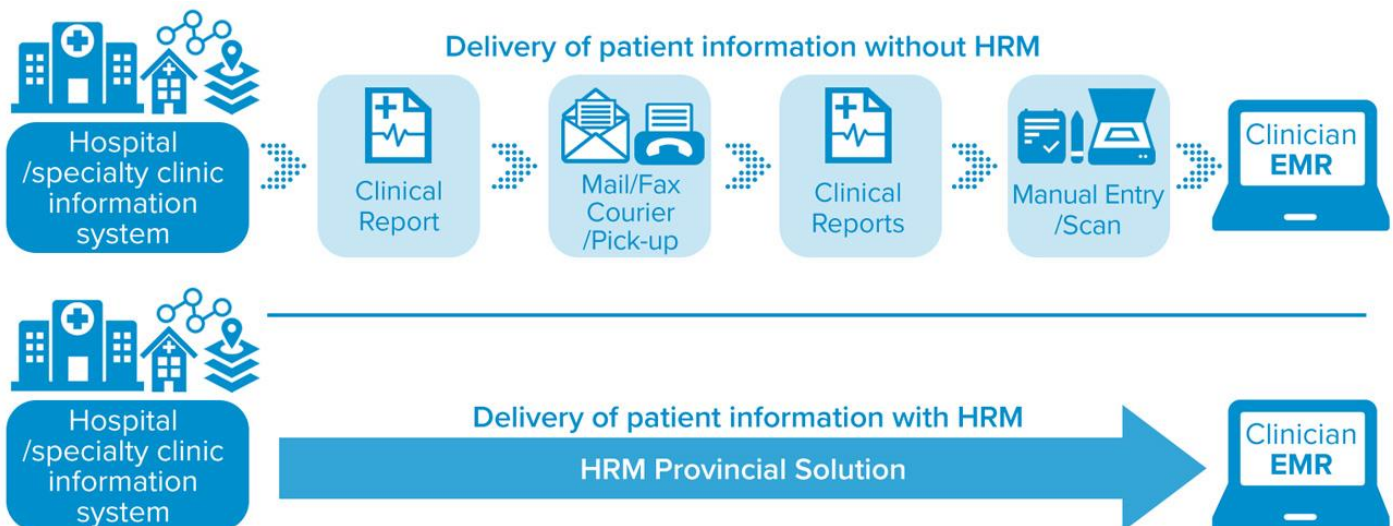 Delivery of patient information without HRM
Hospital
/specialty clinic
information
system
Clinical
Report
Mail/Fax
Courier
/Pick-up
Clinical
Reports
Manual Entry
/Scan
Clinician
EMR
Delivery of patient information with HRM
Hospital
/specialty clinic
information
system
HRM Provincial Solution
Clinician
EMR